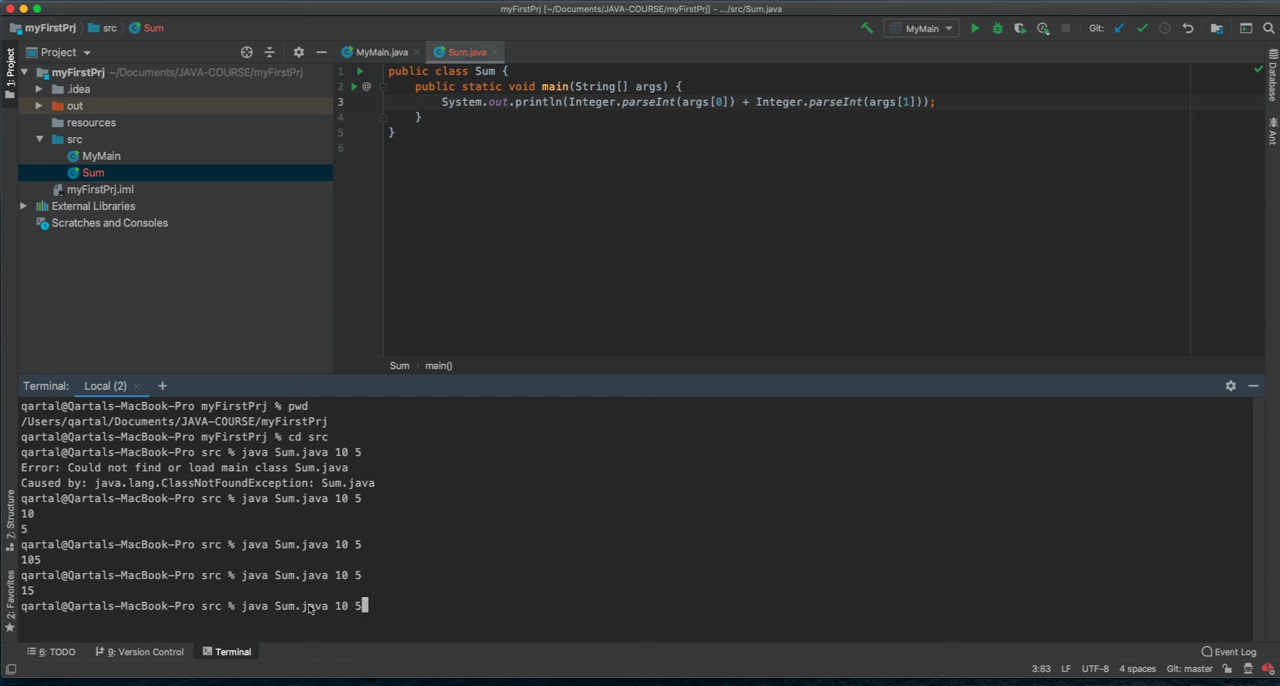 myFirstPrj [~/Documents/JAVA-COURSE/myFirstPrj] - .../src/Sum.java
myFirstPrj › src › Sum
MyMain
Git:
1: Project
Project
MyMain.java
Sum.java
myFirstPrj ~/Documents/JAVA-COURSE/myFirstPrj
.idea
out
resources
src
MyMain
Sum
myFirstPrj.iml
External Libraries
Scratches and Consoles
1 public class Sum {
2 @ public static void main(String[] args) {
3 System.out.println(Integer.parseInt(args[0]) + Integer.parseInt(args[1]));
4 }
5 }
6
Database
Ant
Sum › main()
Terminal: Local (2) +
qartal@Qartals-MacBook-Pro myFirstPrj % pwd
/Users/qartal/Documents/JAVA-COURSE/myFirstPrj
qartal@Qartals-MacBook-Pro myFirstPrj % cd src
qartal@Qartals-MacBook-Pro src % java Sum.java 10 5
Error: Could not find or load main class Sum.java
Caused by: java.lang.ClassNotFoundException: Sum.java
qartal@Qartals-MacBook-Pro src % java Sum.java 10 5
10
5
qartal@Qartals-MacBook-Pro src % java Sum.java 10 5
105
qartal@Qartals-MacBook-Pro src % java Sum.java 10 5
15
qartal@Qartals-MacBook-Pro src % java Sum.java 10 5
7: Structure
2: Favorites
6: TODO
9: Version Control
Terminal
Event Log
3:83 LF UTF-8 4 spaces Git: master